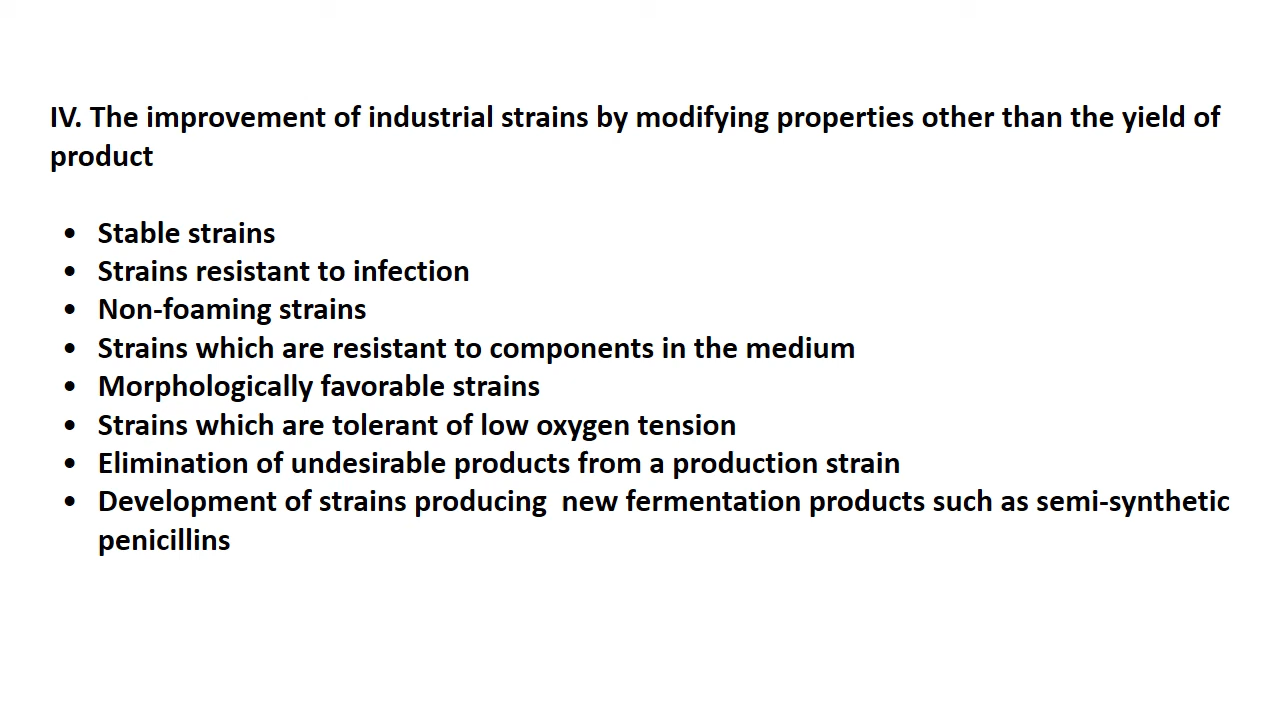 IV. The improvement of industrial strains by modifying properties other than the yield of
product
• Stable strains
• Strains resistant to infection
• Non-foaming strains
• Strains which are resistant to components in the medium
• Morphologically favorable strains
• Strains which are tolerant of low oxygen tension
• Elimination of undesirable products from a production strain
• Development of strains producing  new fermentation products such as semi-synthetic
penicillins